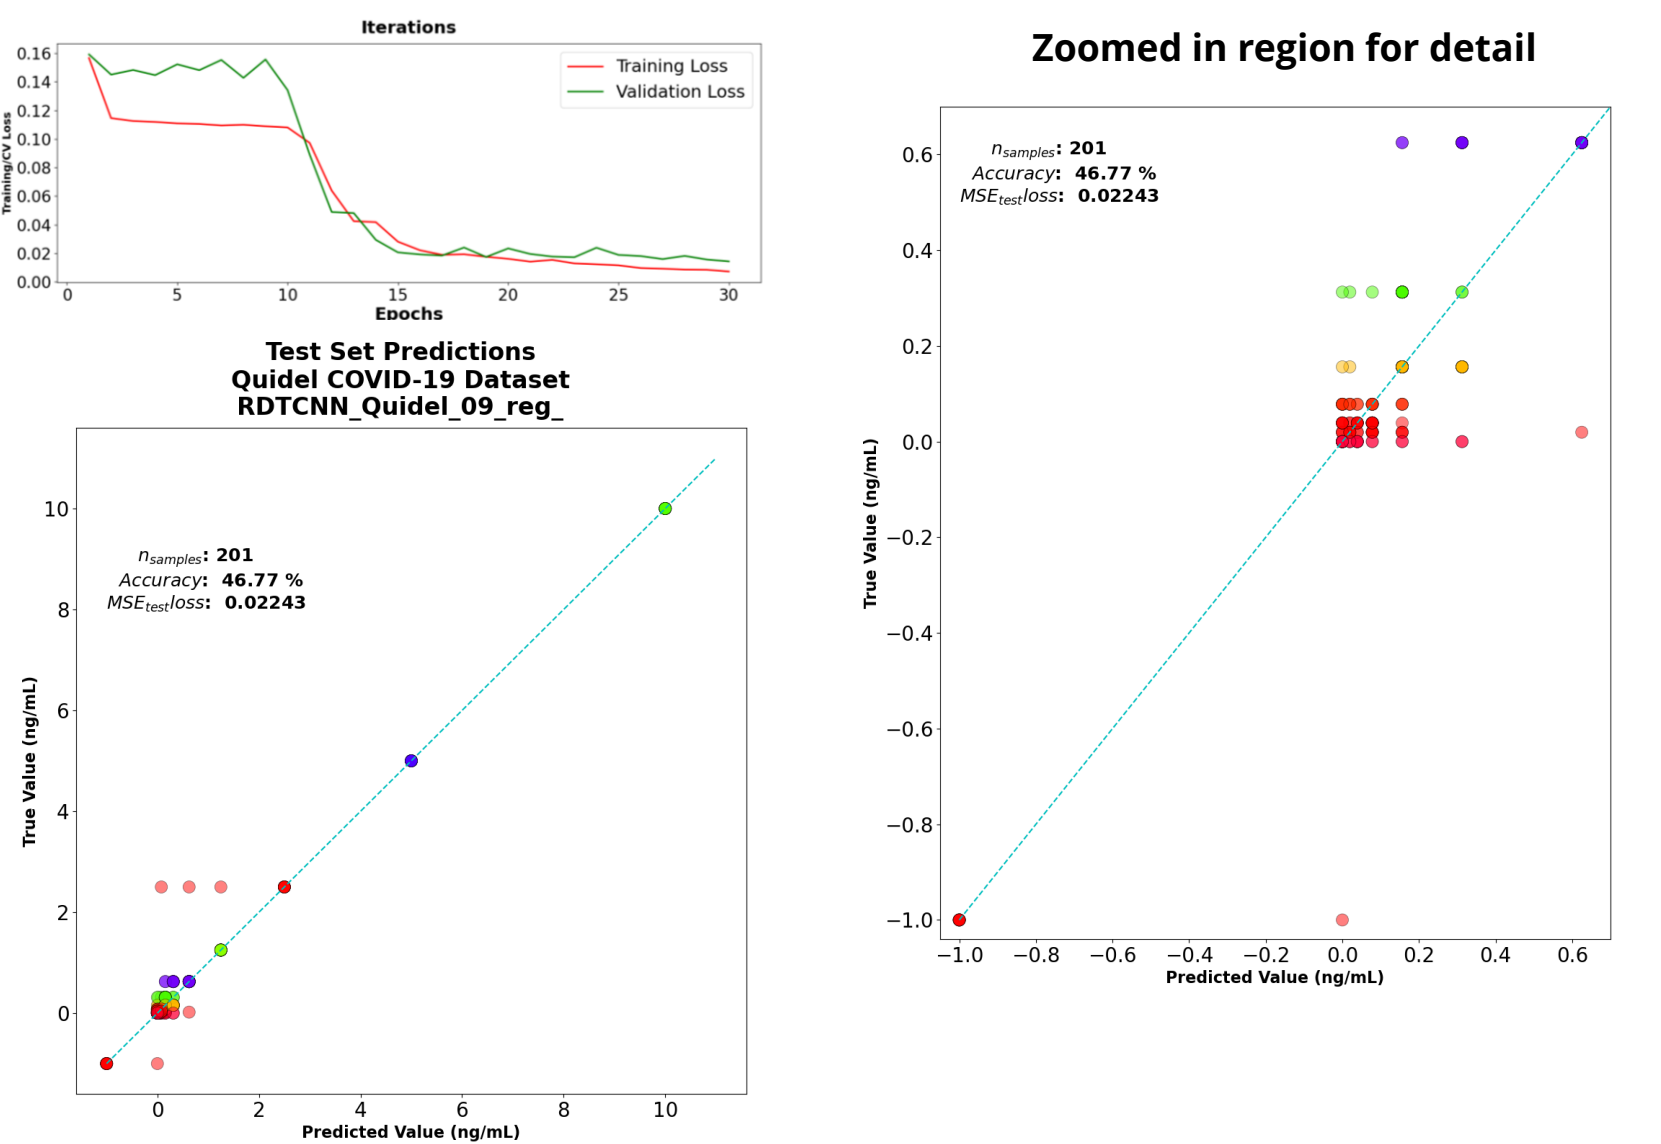 Iterations
Training/CV Loss
0.16
0.14
0.12
0.10
0.08
0.06
0.04
0.02
0.00
Training Loss
Validation Loss
0 5 10 15 20 25 30
Epochs
Test Set Predictions
Quidel COVID-19 Dataset
RDTCNN_Quidel_09_reg_
True Value (ng/mL)
10
8
6
4
2
0
nsamples: 201
Accuracy: 46.77 %
MSEtestloss: 0.02243
0 2 4 6 8 10
Predicted Value (ng/mL)
Zoomed in region for detail
True Value (ng/mL)
0.6
0.4
0.2
0.0
−0.2
−0.4
−0.6
−0.8
−1.0
nsamples: 201
Accuracy: 46.77 %
MSEtestloss: 0.02243
−1.0 −0.8 −0.6 −0.4 −0.2 0.0 0.2 0.4 0.6
Predicted Value (ng/mL)